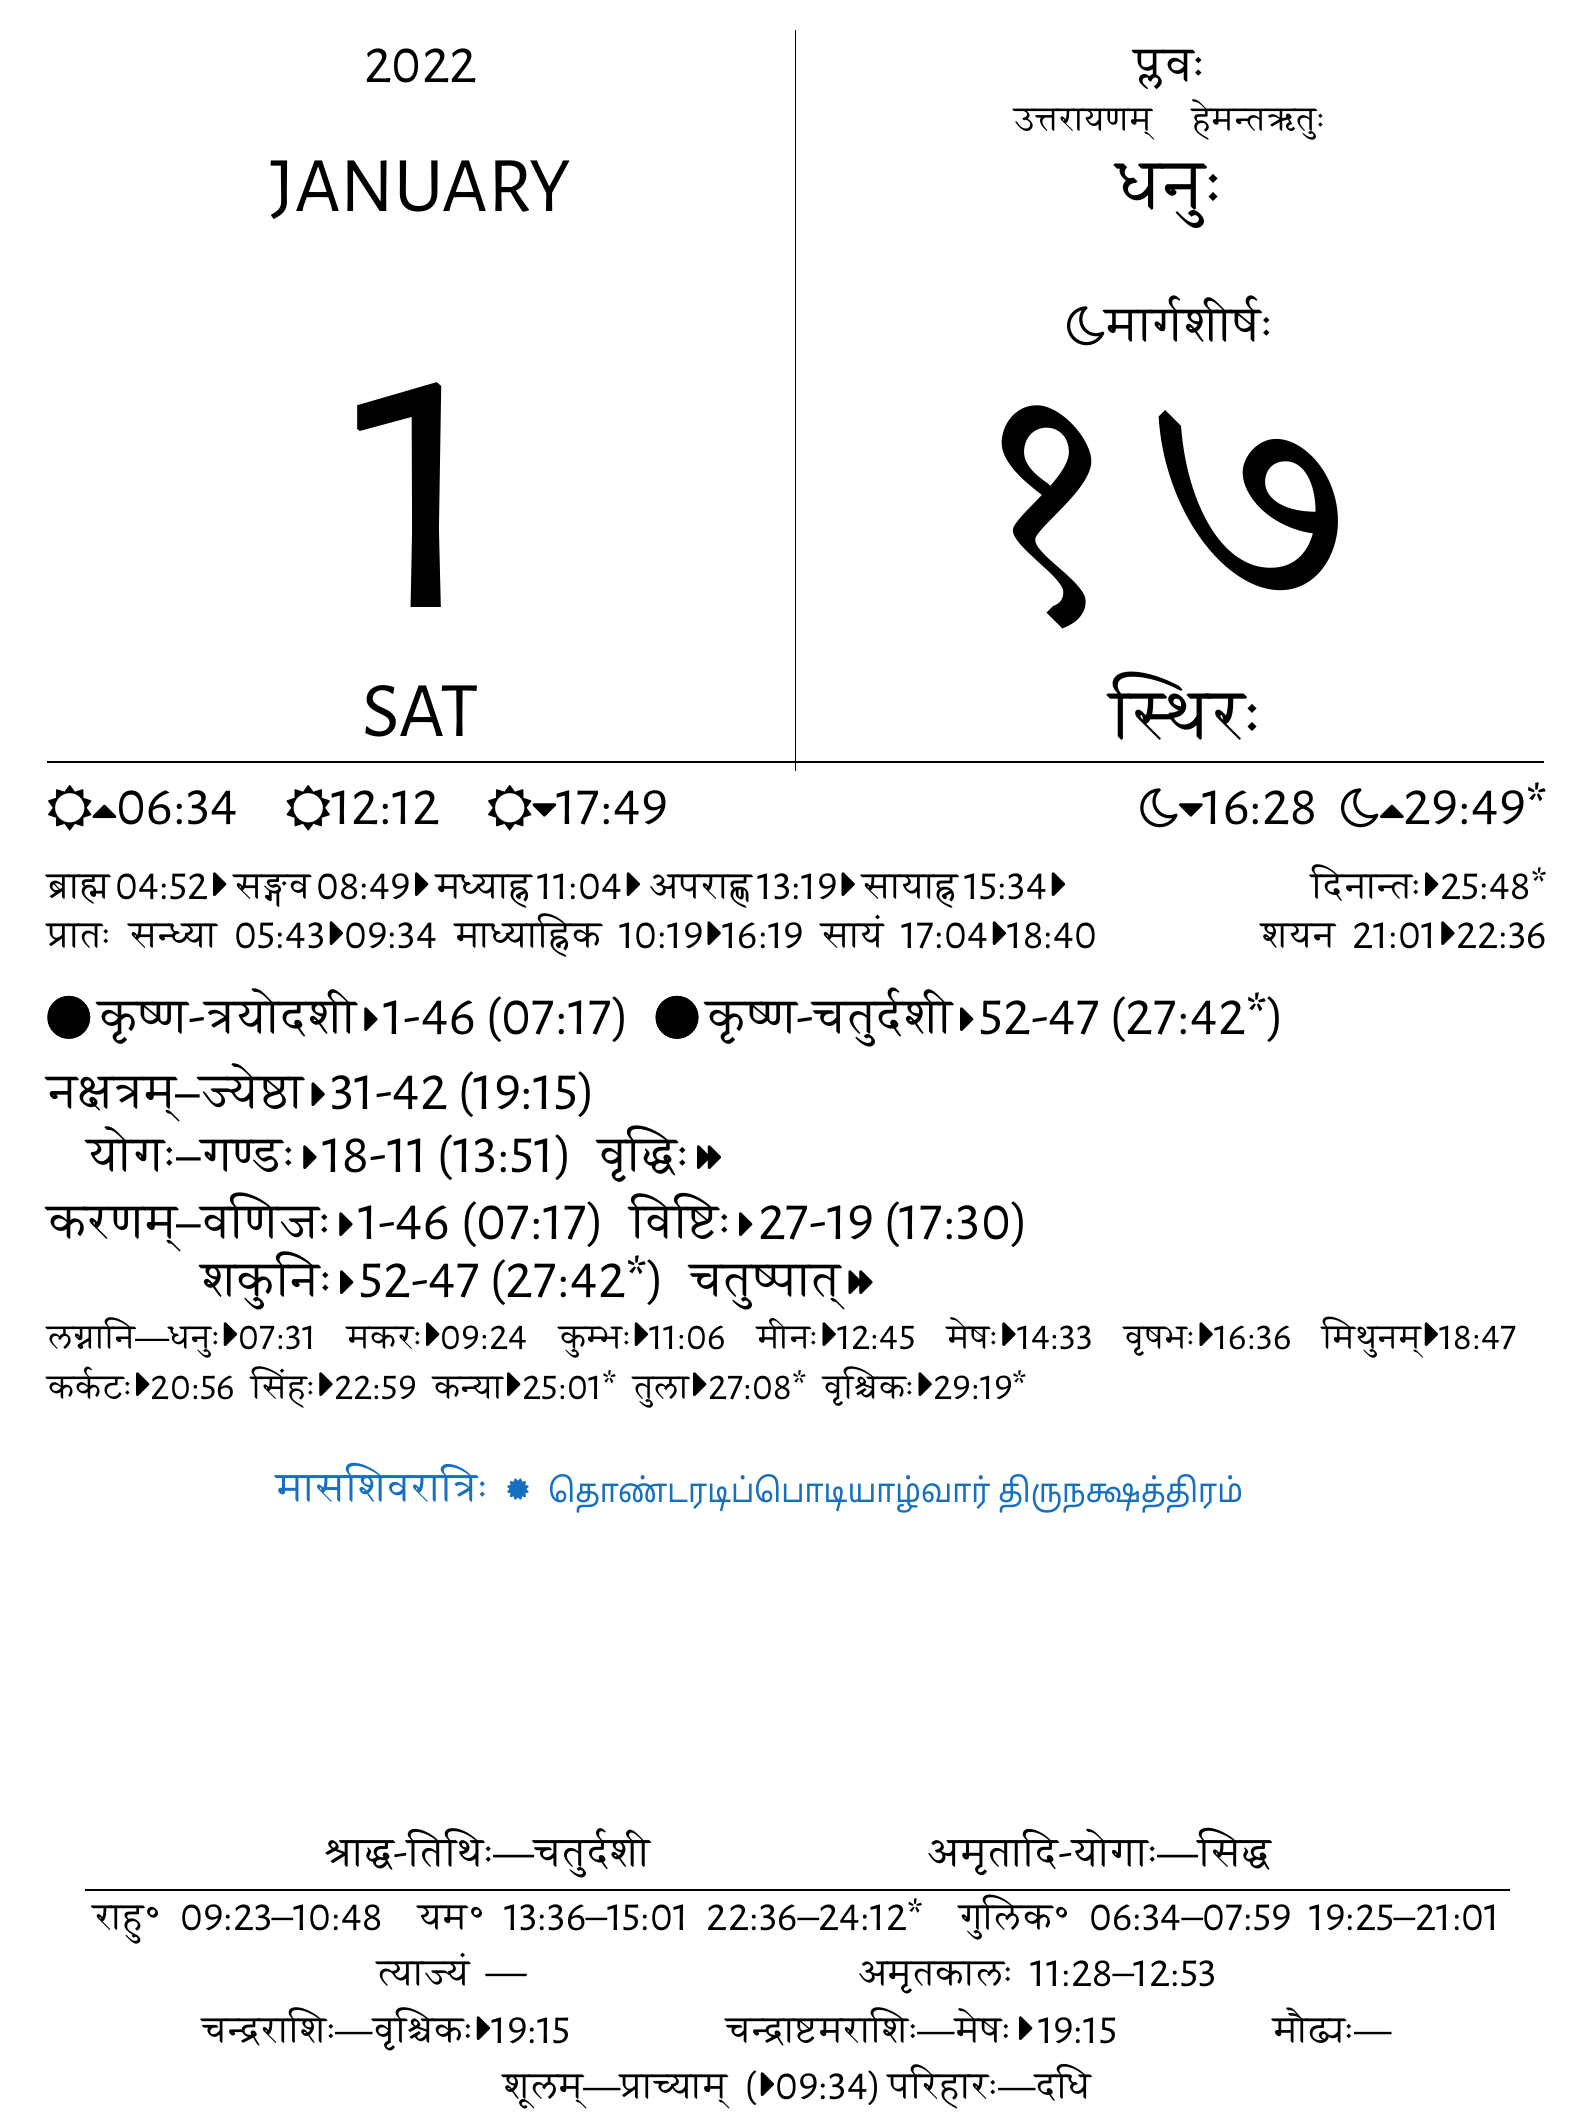 2022
JANUARY
1
SAT
प्लवः
उत्तरायणम् हेमन्तऋतुः
धनुः
मार्गशीर्षः
१७
स्थिरः
06:34 12:12 17:49 16:28 29:49*
ब्राह्म 04:52 सङ्गव 08:49 मध्याह्न 11:04 अपराह्ण 13:19 सायाह्न 15:34 दिनान्तः 25:48*
प्रातः सन्ध्या 05:43 09:34 माध्याह्निक 10:19 16:19 सायं 17:04 18:40 शयन 21:01 22:36
कृष्ण-त्रयोदशी 1-46 (07:17) कृष्ण-चतुर्दशी 52-47 (27:42*)
नक्षत्रम्–ज्येष्ठा 31-42 (19:15)
योगः–गण्डः 18-11 (13:51) वृद्धिः
करणम्–वणिजः 1-46 (07:17) विष्टिः 27-19 (17:30)
शकुनिः 52-47 (27:42*) चतुष्पात्
लग्नानि—धनुः 07:31 मकरः 09:24 कुम्भः 11:06 मीनः 12:45 मेषः 14:33 वृषभः 16:36 मिथुनम् 18:47
कर्कटः 20:56 सिंहः 22:59 कन्या 25:01* तुला 27:08* वृश्चिकः 29:19*
मासशिवरात्रिः தொண்டரடிப்பொடியாழ்வார் திருநக்ஷத்திரம்
श्राद्ध-तिथिः—चतुर्दशी अमृतादि-योगाः—सिद्ध
राहु॰ 09:23–10:48 यम॰ 13:36–15:01 22:36–24:12* गुलिक॰ 06:34–07:59 19:25–21:01
त्याज्यं — अमृतकालः 11:28–12:53
चन्द्रराशिः—वृश्चिकः 19:15 चन्द्राष्टमराशिः—मेषः 19:15 मौढ्यः—
शूलम्—प्राच्याम् (09:34) परिहारः—दधि